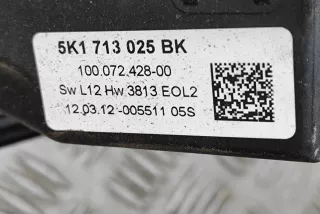 5K1 713 025 BK
100.072.428-00
Sw L12 Hw 3813 EOL2
12.03.12 -005511 05S